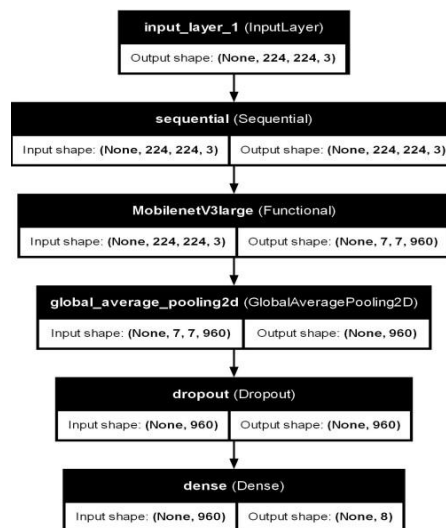 input_layer_1 (InputLayer)
Output shape: (None, 224, 224, 3)
sequential (Sequential)
Input shape: (None, 224, 224, 3) Output shape: (None, 224, 224, 3)
MobilenetV3large (Functional)
Input shape: (None, 224, 224, 3) Output shape: (None, 7, 7, 960)
global_average_pooling2d (GlobalAveragePooling2D)
Input shape: (None, 7, 7, 960) Output shape: (None, 960)
dropout (Dropout)
Input shape: (None, 960) Output shape: (None, 960)
dense (Dense)
Input shape: (None, 960) Output shape: (None, 8)